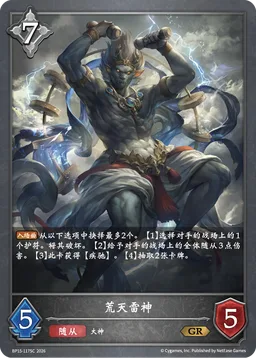 7
入场曲 从以下选项中抉择最多2个。【1】选择对手的战场上的1
个护符。将其破坏。【2】给予对手的战场上的全体随从3点伤
害。【3】此卡获得【疾驰】。【4】抽取2张卡牌。
荒天雷神
5
随从 大神
GR
5
BP15-117SC 2026
© Cygames, Inc. Published by NetEase Games